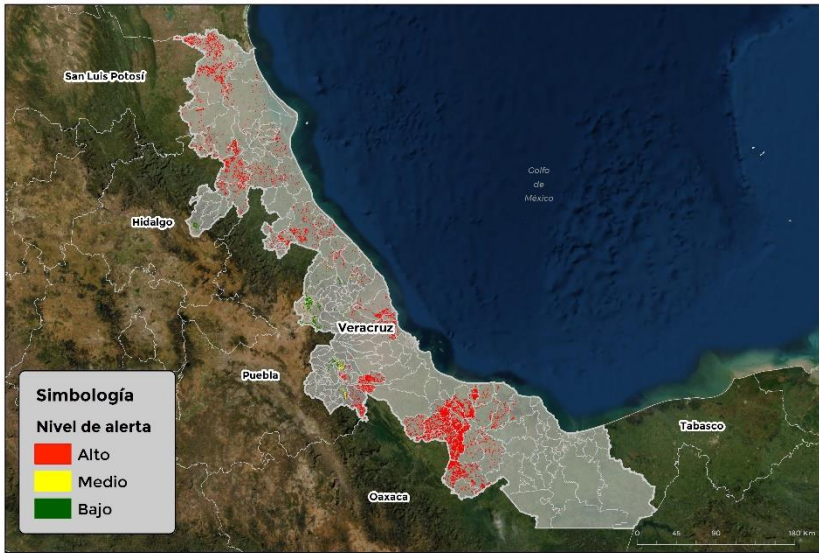 San Luis Potosí
Golfo
de
México
Hidalgo
Veracruz
Puebla
Simbología
Nivel de alerta
Alto
Medio
Bajo
Tabasco
Oaxaca
0 45 90 180 Km